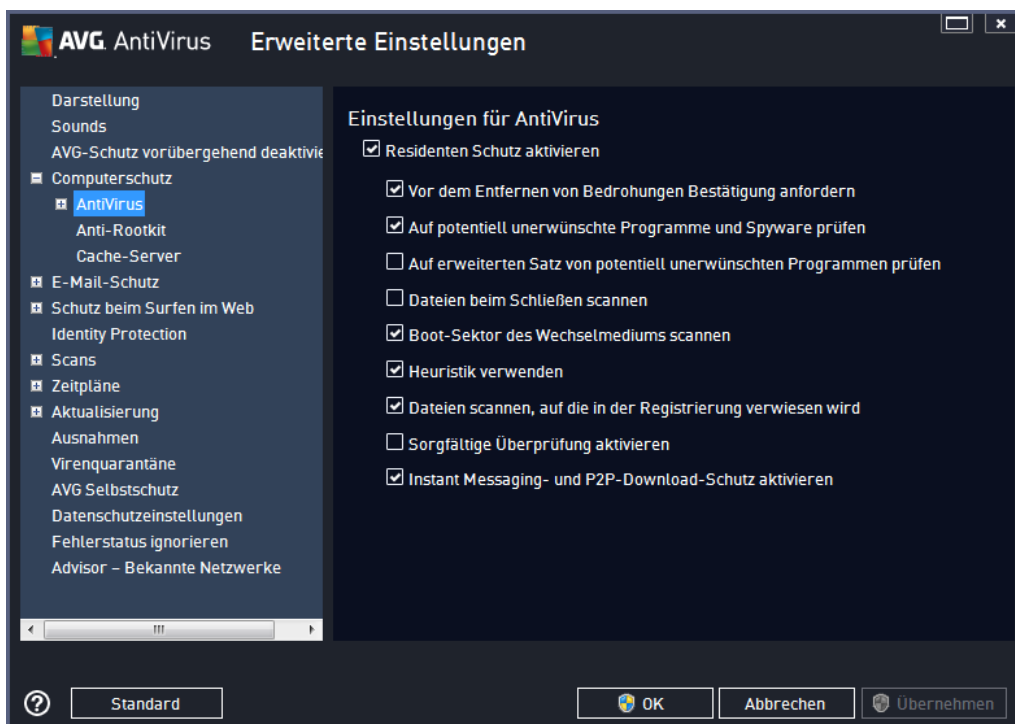 AVG. AntiVirus Erweiterte Einstellungen
Darstellung
Sounds
AVG-Schutz vorübergehend deaktivie
Computerschutz
AntiVirus
Anti-Rootkit
Cache-Server
E-Mail-Schutz
Schutz beim Surfen im Web
Identity Protection
Scans
Zeitpläne
Aktualisierung
Ausnahmen
Virenquarantäne
AVG Selbstschutz
Datenschutzeinstellungen
Fehlerstatus ignorieren
Advisor – Bekannte Netzwerke
Einstellungen für AntiVirus
Residenten Schutz aktivieren
Vor dem Entfernen von Bedrohungen Bestätigung anfordern
Auf potentiell unerwünschte Programme und Spyware prüfen
Auf erweiterten Satz von potentiell unerwünschten Programmen prüfen
Dateien beim Schließen scannen
Boot-Sektor des Wechselmediums scannen
Heuristik verwenden
Dateien scannen, auf die in der Registrierung verwiesen wird
Sorgfältige Überprüfung aktivieren
Instant Messaging- und P2P-Download-Schutz aktivieren
? Standard OK Abbrechen Übernehmen